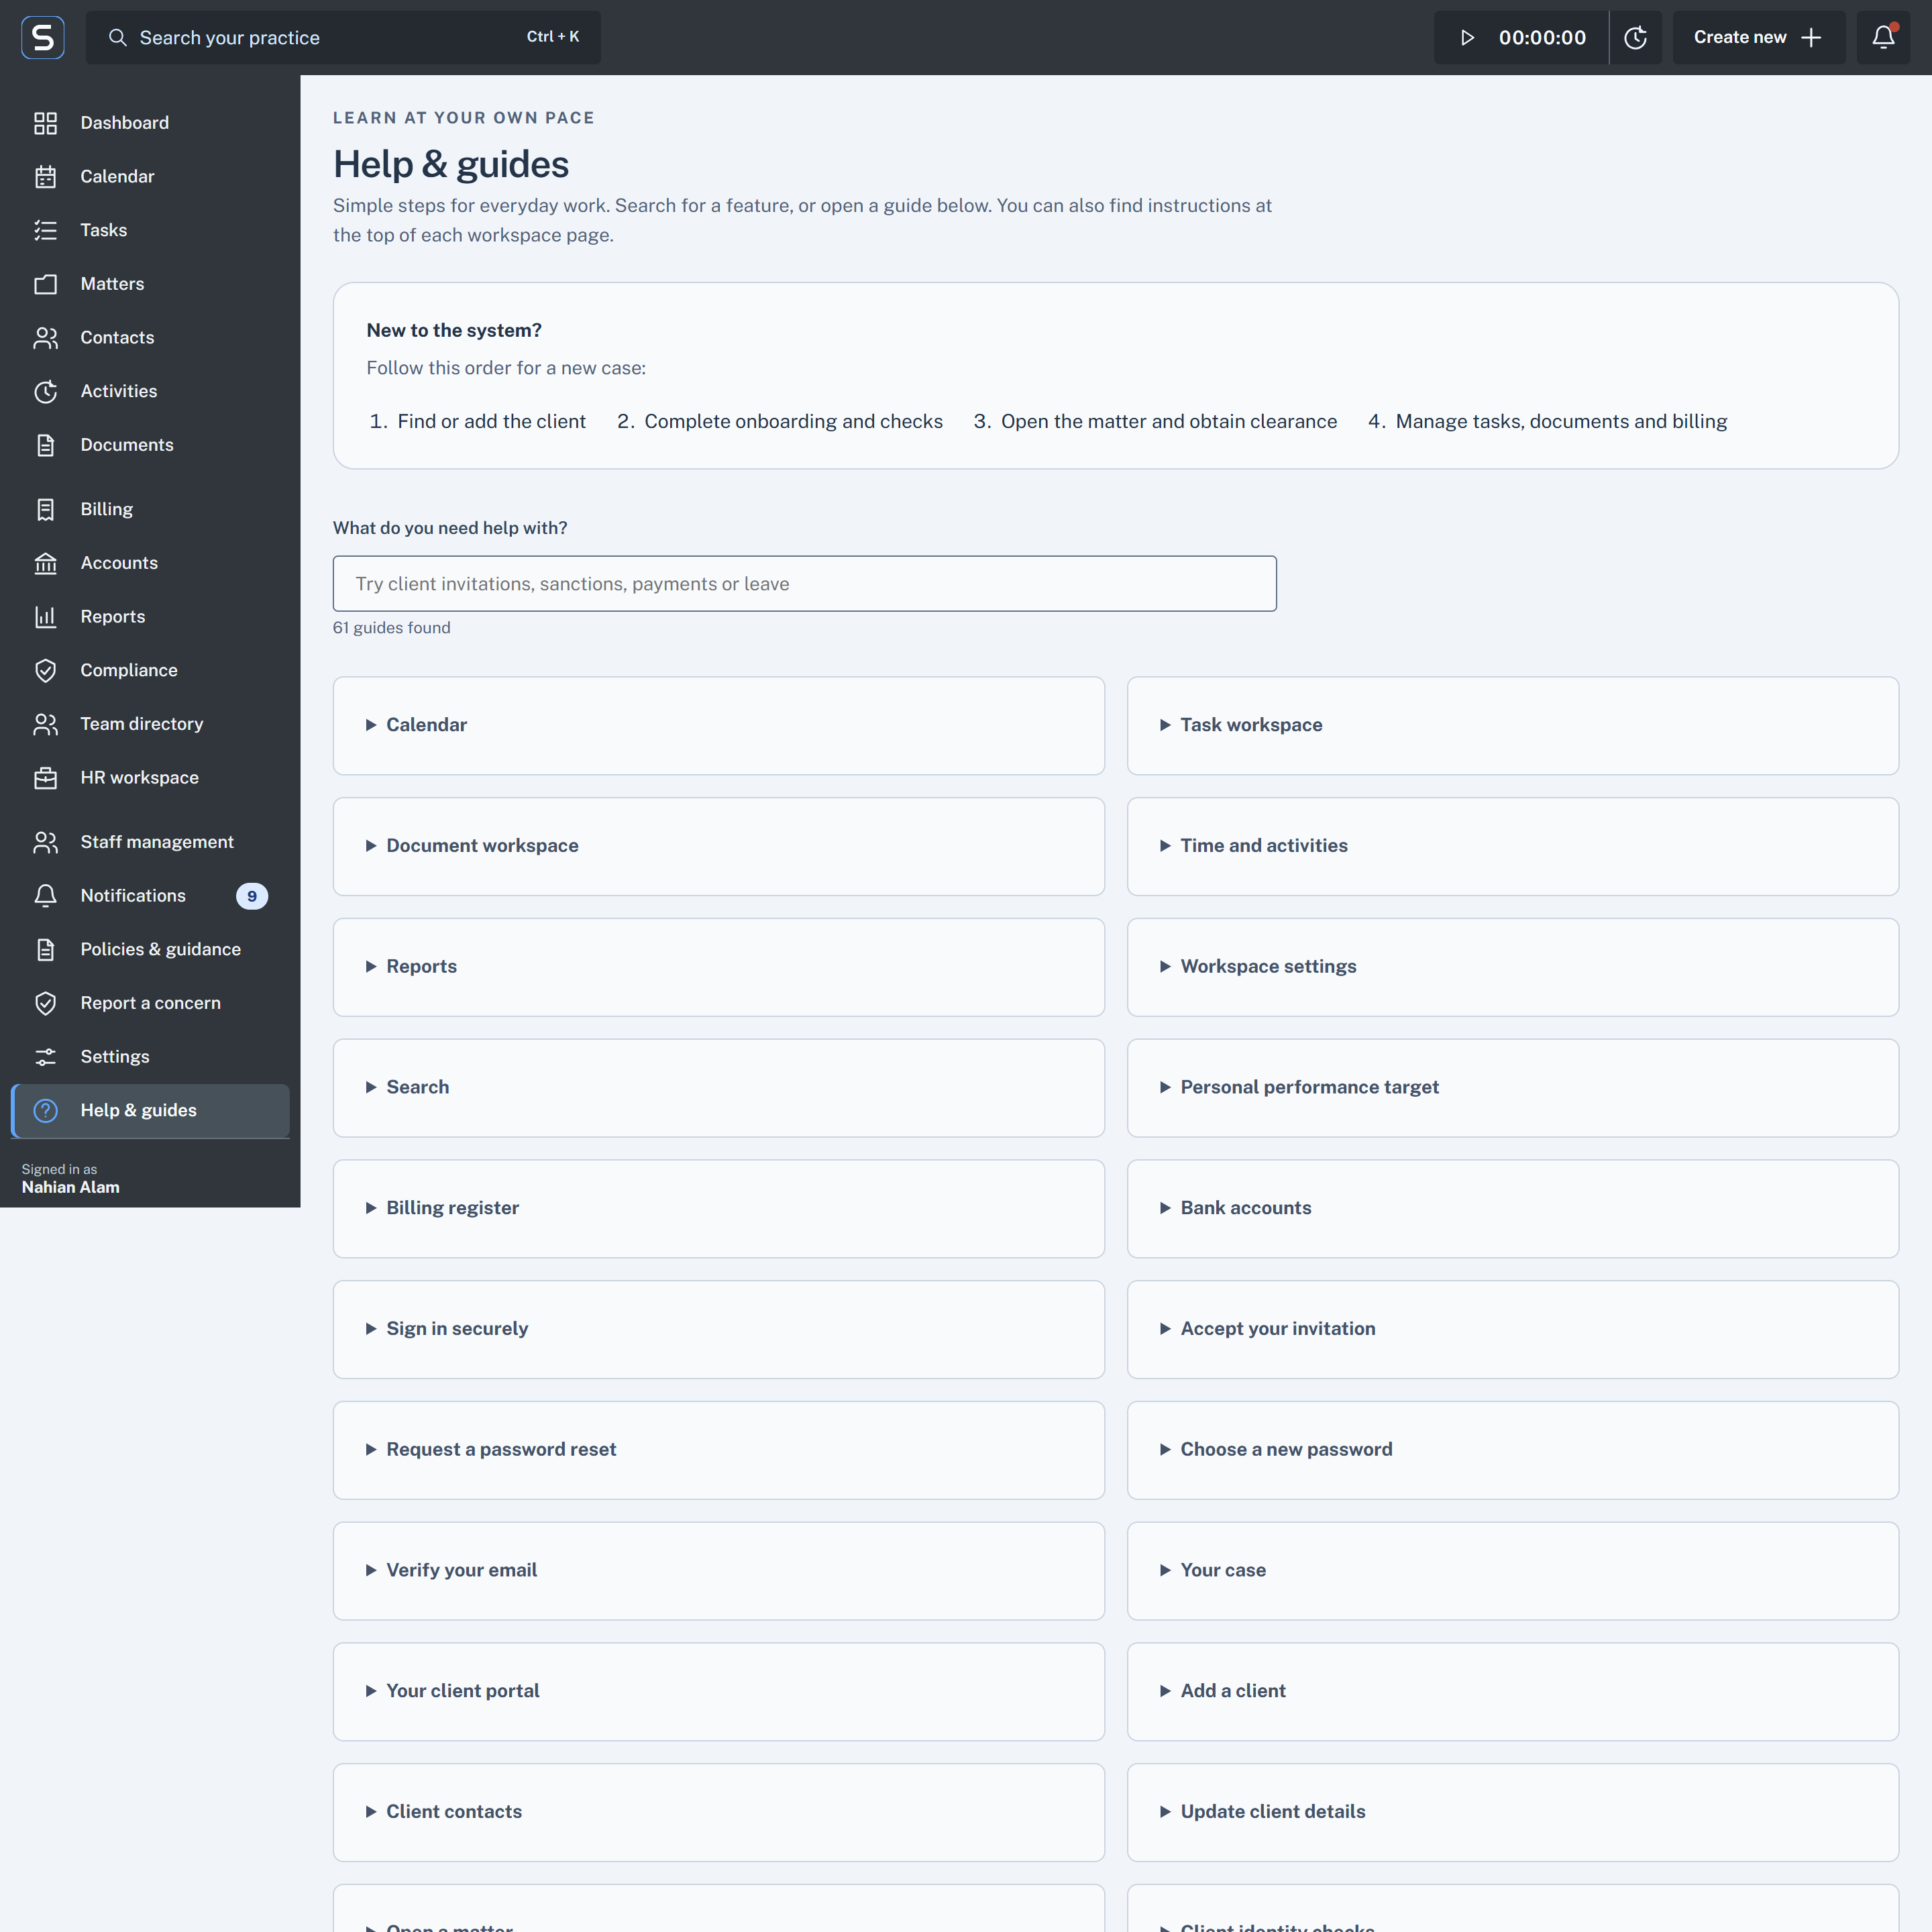 S
Search your practice
Ctrl + K
00:00:00
Create new
Dashboard
Calendar
Tasks
Matters
Contacts
Activities
Documents
Billing
Accounts
Reports
Compliance
Team directory
HR workspace
Staff management
Notifications
9
Policies & guidance
Report a concern
Settings
Help & guides
Signed in as
Nahian Alam
LEARN AT YOUR OWN PACE
Help & guides
Simple steps for everyday work. Search for a feature, or open a guide below. You can also find instructions at
the top of each workspace page.
New to the system?
Follow this order for a new case:
1. Find or add the client 2. Complete onboarding and checks 3. Open the matter and obtain clearance 4. Manage tasks, documents and billing
What do you need help with?
Try client invitations, sanctions, payments or leave
61 guides found
Calendar
Task workspace
Document workspace
Time and activities
Reports
Workspace settings
Search
Personal performance target
Billing register
Bank accounts
Sign in securely
Accept your invitation
Request a password reset
Choose a new password
Verify your email
Your case
Your client portal
Add a client
Client contacts
Update client details
Open a matter
Client identity checks